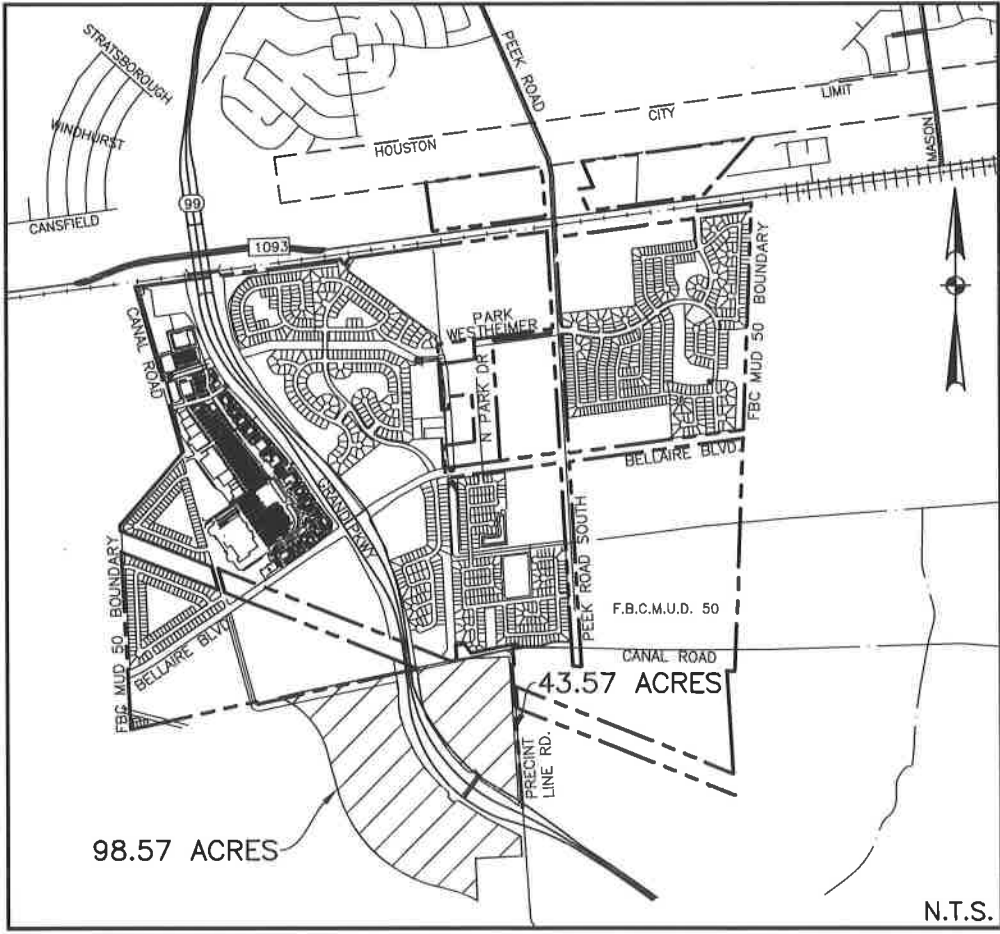 STRATSBOROUGH
WINDHURST
CANSFIELD
99
1093
PEEK ROAD
HOUSTON
CITY
LIMIT
MASON
CANAL ROAD
PARK
WESTHEIMER
N PARK DR
FBC MUD 50 BOUNDARY
BELLAIRE BLVD.
GRAND PKWY
PEEK ROAD SOUTH
F.B.C.M.U.D. 50
FBC MUD 50 BOUNDARY
BELLAIRE BLVD
CANAL ROAD
43.57 ACRES
PRECINT
LINE RD.
98.57 ACRES
N.T.S.